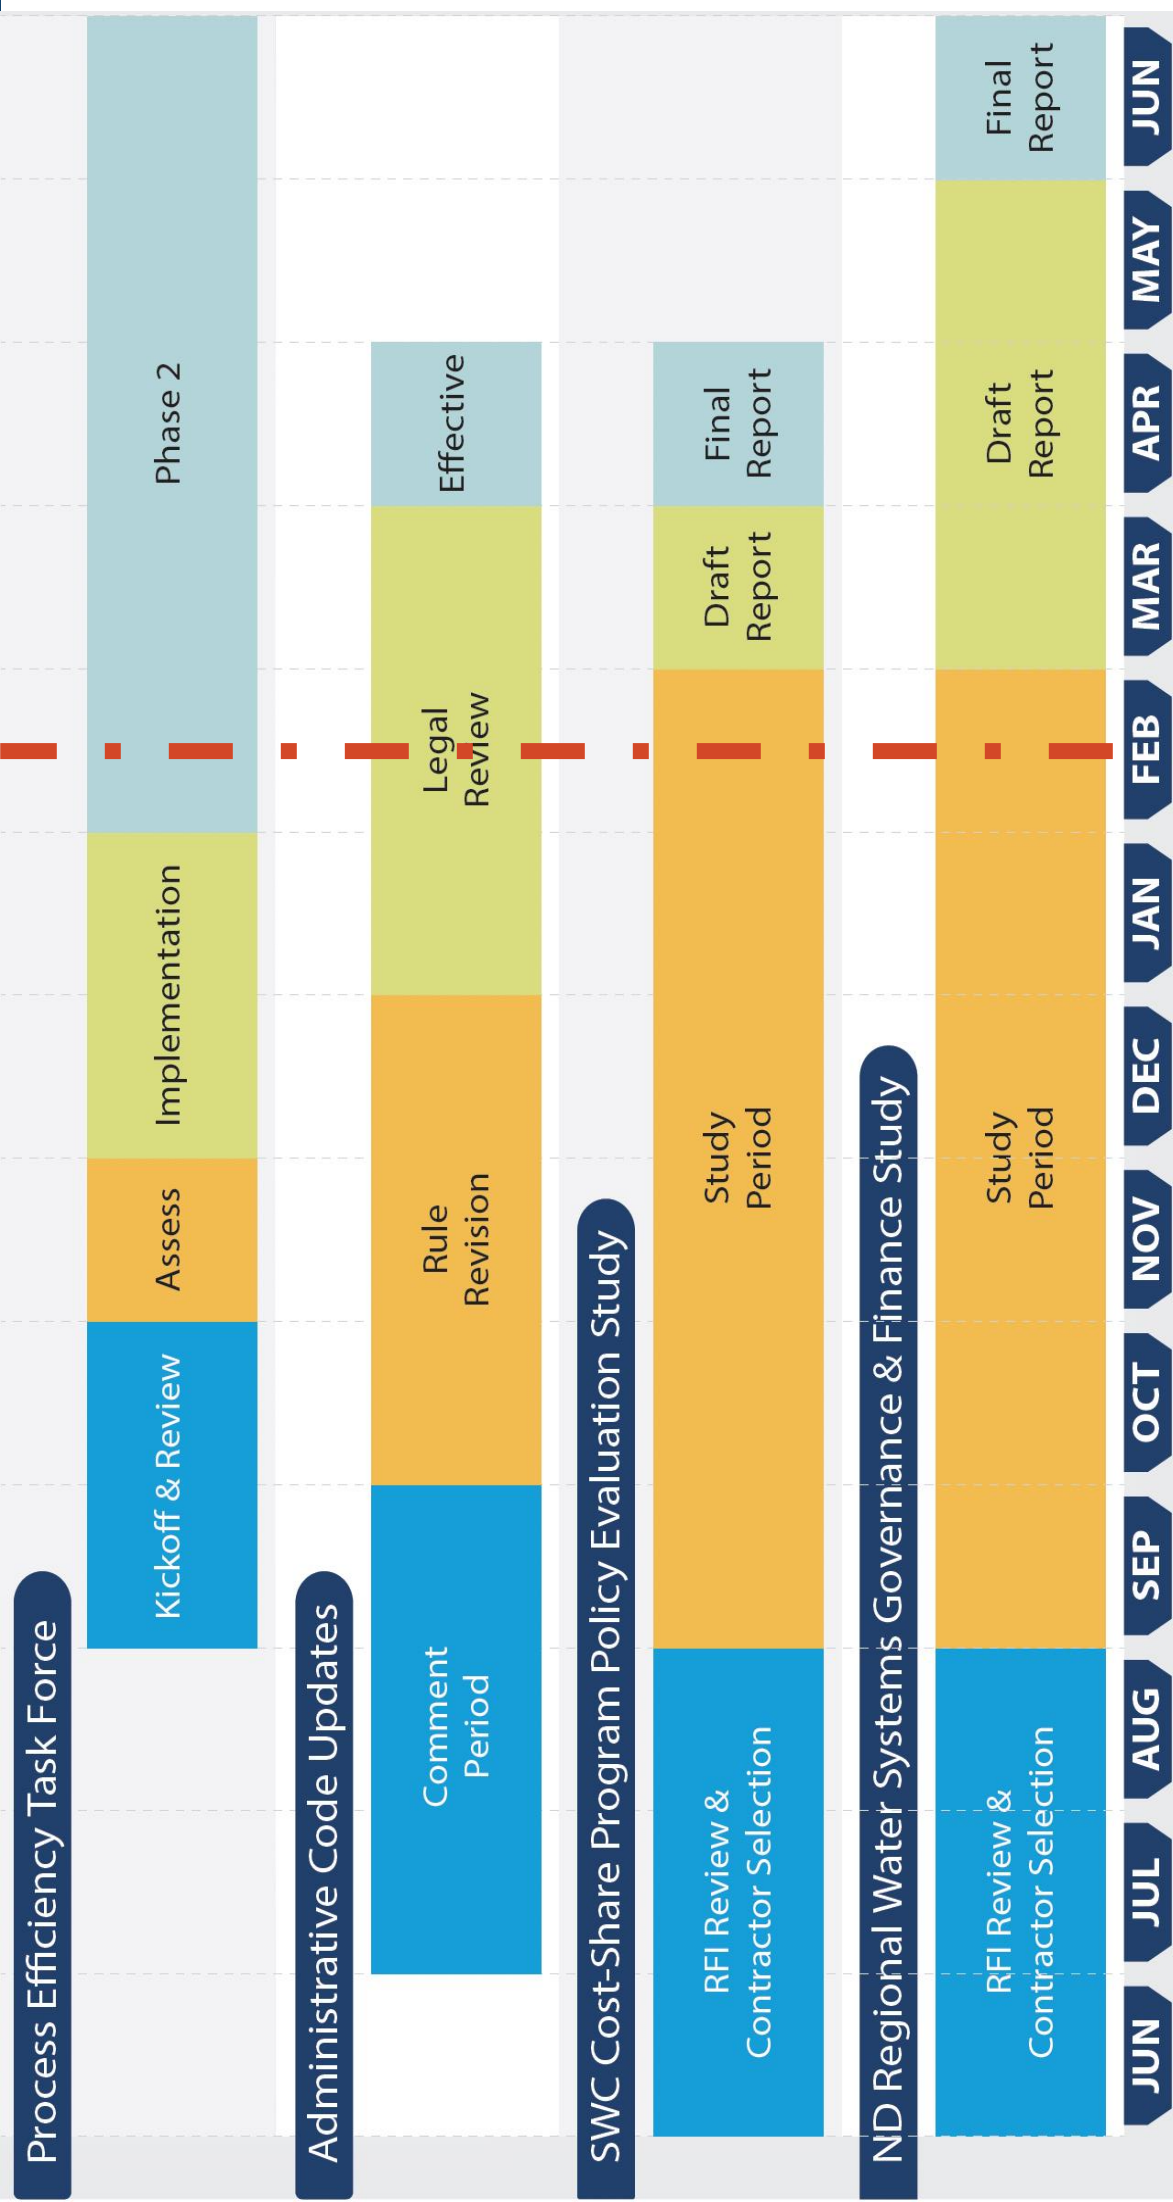 Process Efficiency Task Force
Kickoff & Review
Assess
Implementation
Phase 2
Administrative Code Updates
Comment
Period
Rule
Revision
Legal
Review
Effective
SWC Cost-Share Program Policy Evaluation Study
RFI Review &
Contractor Selection
Study
Period
Draft
Report
Final
Report
ND Regional Water Systems Governance & Finance Study
RFI Review &
Contractor Selection
Study
Period
Draft
Report
Final
Report
JUN
JUL
AUG
SEP
OCT
NOV
DEC
JAN
FEB
MAR
APR
MAY
JUN